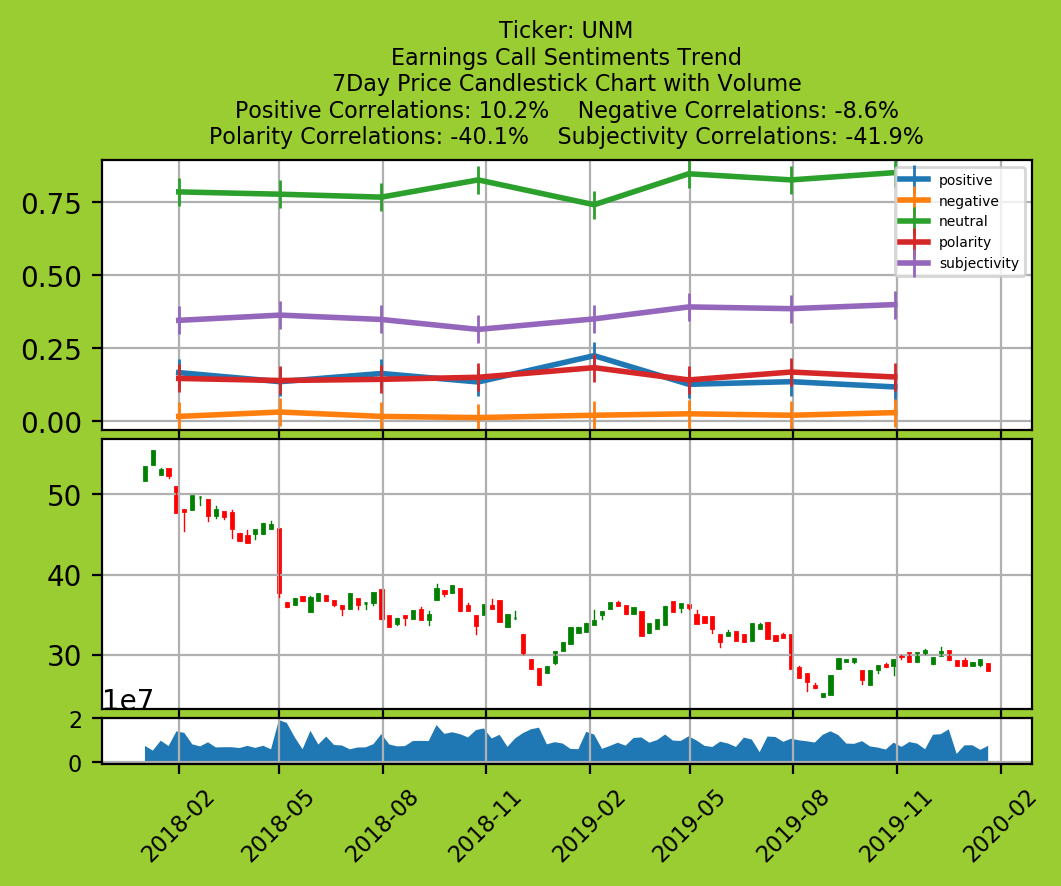 Ticker: UNM
Earnings Call Sentiments Trend
7Day Price Candlestick Chart with Volume
Positive Correlations: 10.2%    Negative Correlations: -8.6%
Polarity Correlations: -40.1%    Subjectivity Correlations: -41.9%
0.75
0.50
0.25
0.00
positive
negative
neutral
polarity
subjectivity
50
40
30
1e7
2
0
2018-02
2018-05
2018-08
2018-11
2019-02
2019-05
2019-08
2019-11
2020-02